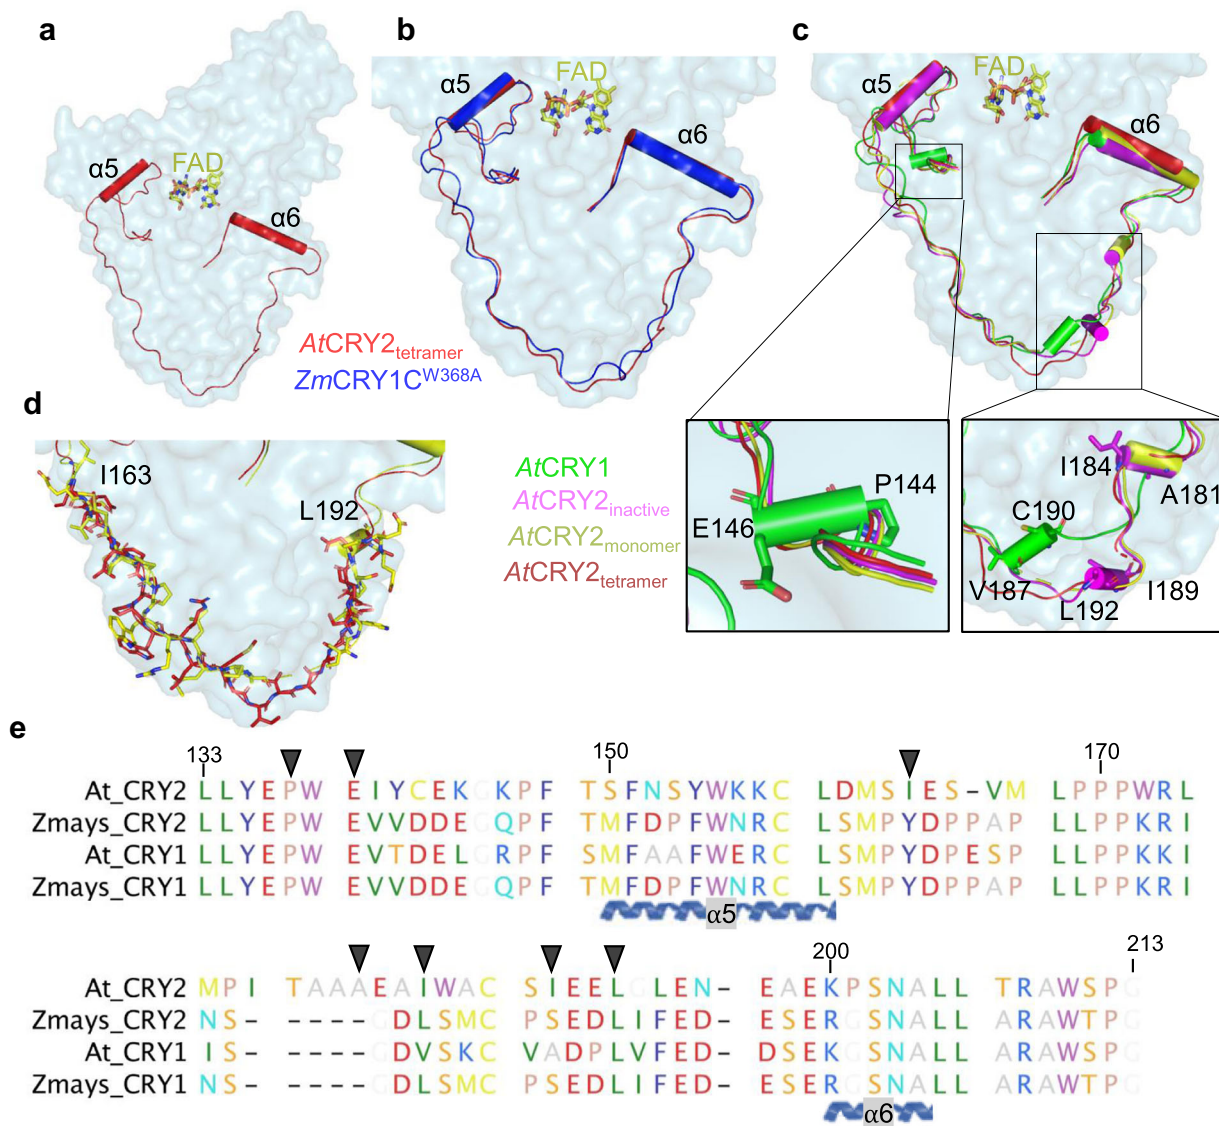 a
α5
FAD
α6
b
α5
FAD
α6
c
α5
FAD
α6
AtCRY2tetramer
ZmCRY1CW368A
d
I163
L192
AtCRY1
AtCRY2inactive
AtCRY2monomer
AtCRY2tetramer
P144
E146
I184
A181
C190
V187
L192
I189
e
133 150 170
At_CRY2 LLYEPW EIYCEKGKPF TSFNSYWKKC LDMSIES-VM LPPPWRL
Zmays_CRY2 LLYEPW EVVDDEGQPF TMFDPFWNRC LSMPYDPPAP LLPPKRI
At_CRY1 LLYEPW EVTDELGRPF SMFAAFWERC LSMPYDPESP LLPPKKI
Zmays_CRY1 LLYEPW EVVDDEGQPF TMFDPFWNRC LSMPYDPPAP LLPPKRI
α5
200 213
At_CRY2 MPI TAAAEAIWAC SIEELGLEN- EAEKPSNALL TRAWSPG
Zmays_CRY2 NS- ----GDLSMC PSEDLIFED- ESERGSNALL ARAWTPG
At_CRY1 IS- ----GDVSKC VADPLVFED- DSEKGSNALL ARAWSPG
Zmays_CRY1 NS- ----GDLSMC PSEDLIFED- ESERGSNALL ARAWTPG
α6